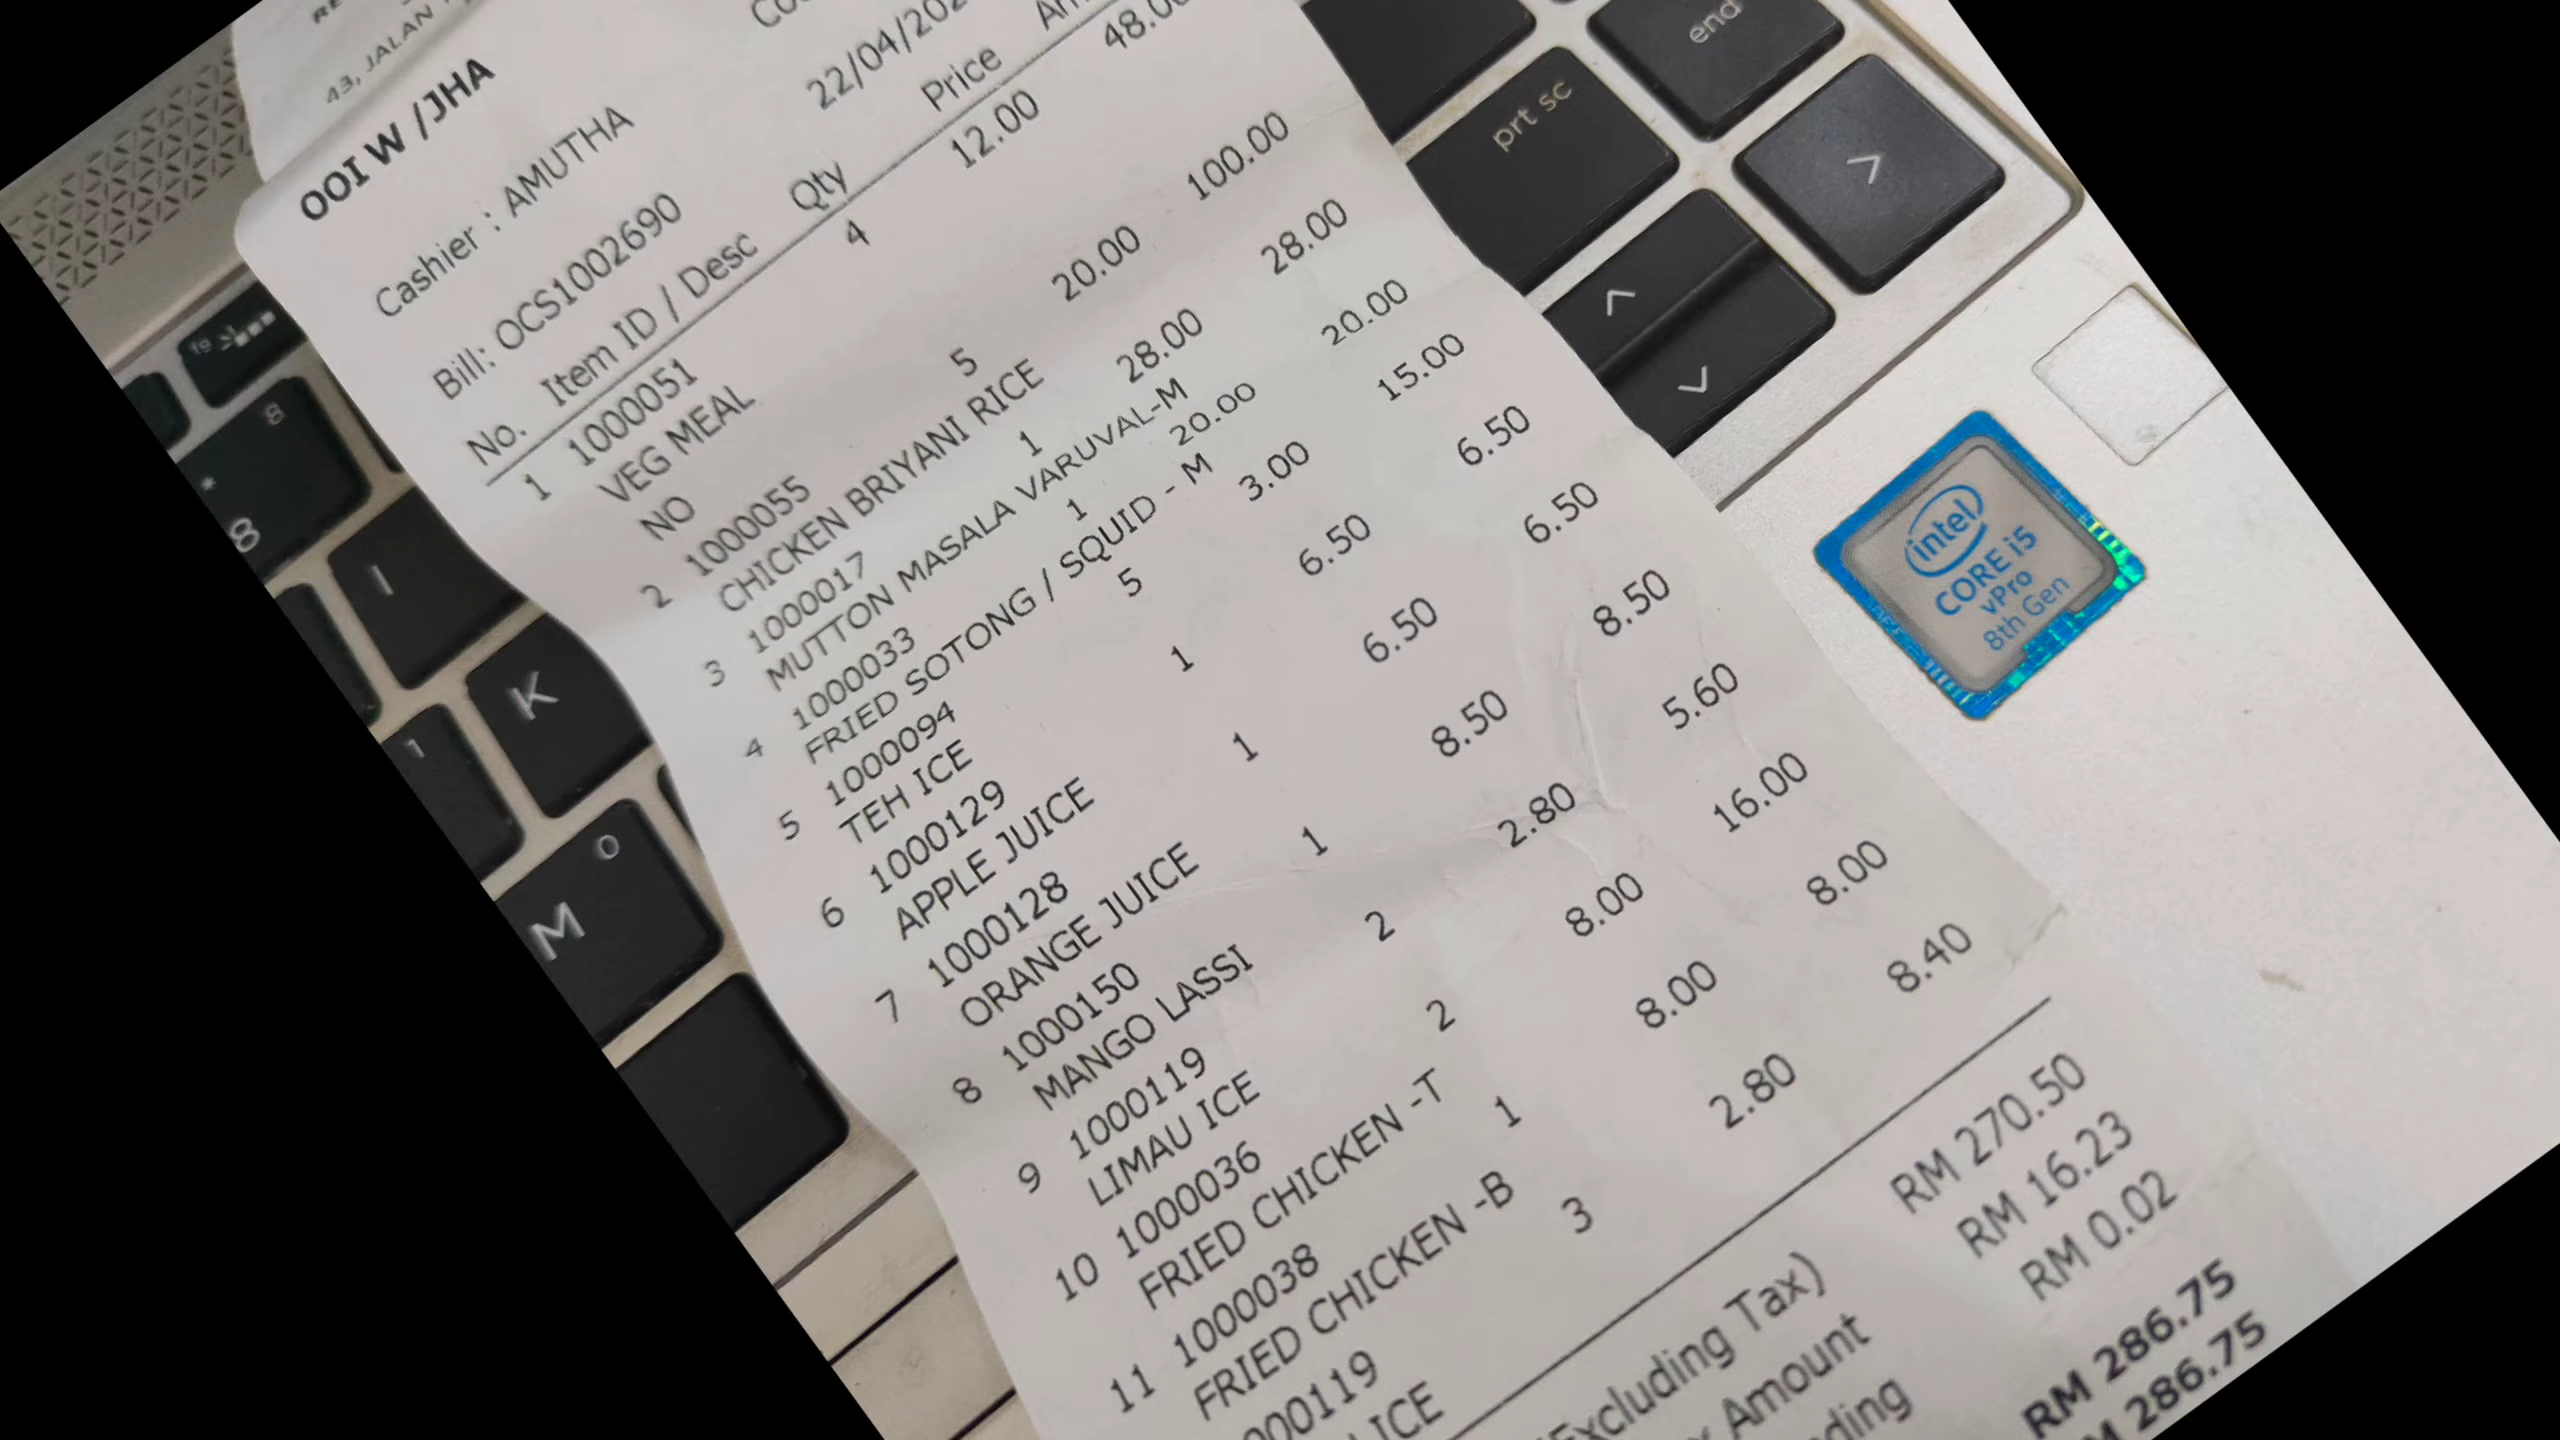 43, JALAN
OOI W /JHA
Cashier : AMUTHA
Bill: OCS1002690
22/04/202
No. Item ID / Desc Qty Price
1 1000051 4 12.00 48.00
VEG MEAL
NO
2 1000055 5 20.00 100.00
CHICKEN BRIYANI RICE
3 1000017 1 28.00 28.00
MUTTON MASALA VARUVAL-M
4 1000033 1 20.00 20.00
FRIED SOTONG / SQUID - M
5 1000094 5 3.00 15.00
TEH ICE
6 1000129 1 6.50 6.50
APPLE JUICE
7 1000128 1 6.50 6.50
ORANGE JUICE
8 1000150 1 8.50 8.50
MANGO LASSI
9 1000119 2 2.80 5.60
LIMAU ICE
10 1000036 2 8.00 16.00
FRIED CHICKEN -T
11 1000038 1 8.00 8.00
FRIED CHICKEN -B
000119 3 2.80 8.40
ICE
Excluding Tax) RM 270.50
Amount RM 16.23
ding RM 0.02
RM 286.75
M 286.75
end
prt sc
>
^
v
intel
CORE i5
vPro
8th Gen
f9
8
*
8
I
K
1
0
M